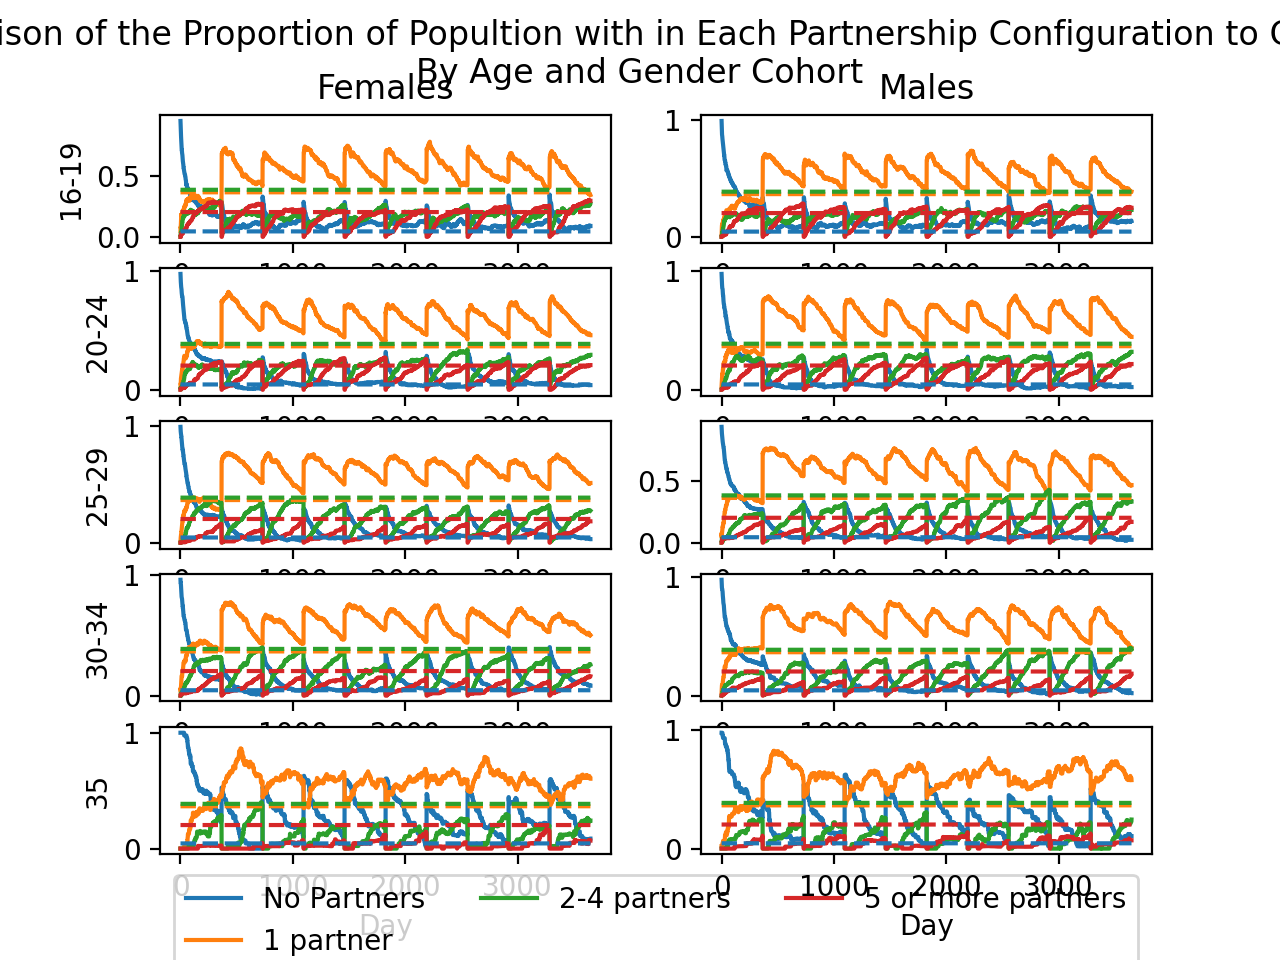 ison of the Proportion of Popultion with in Each Partnership Configuration to
By Age and Gender Cohort
Females
Males
16-19
0.5
0.0
1
0
20-24
1
0
1
0
25-29
1
0
0.5
0.0
30-34
1
0
1
0
35
1
0
1
0
0 1000 2000 3000
0 1000 2000 3000
Day
Day
No Partners
1 partner
2-4 partners
5 or more partners